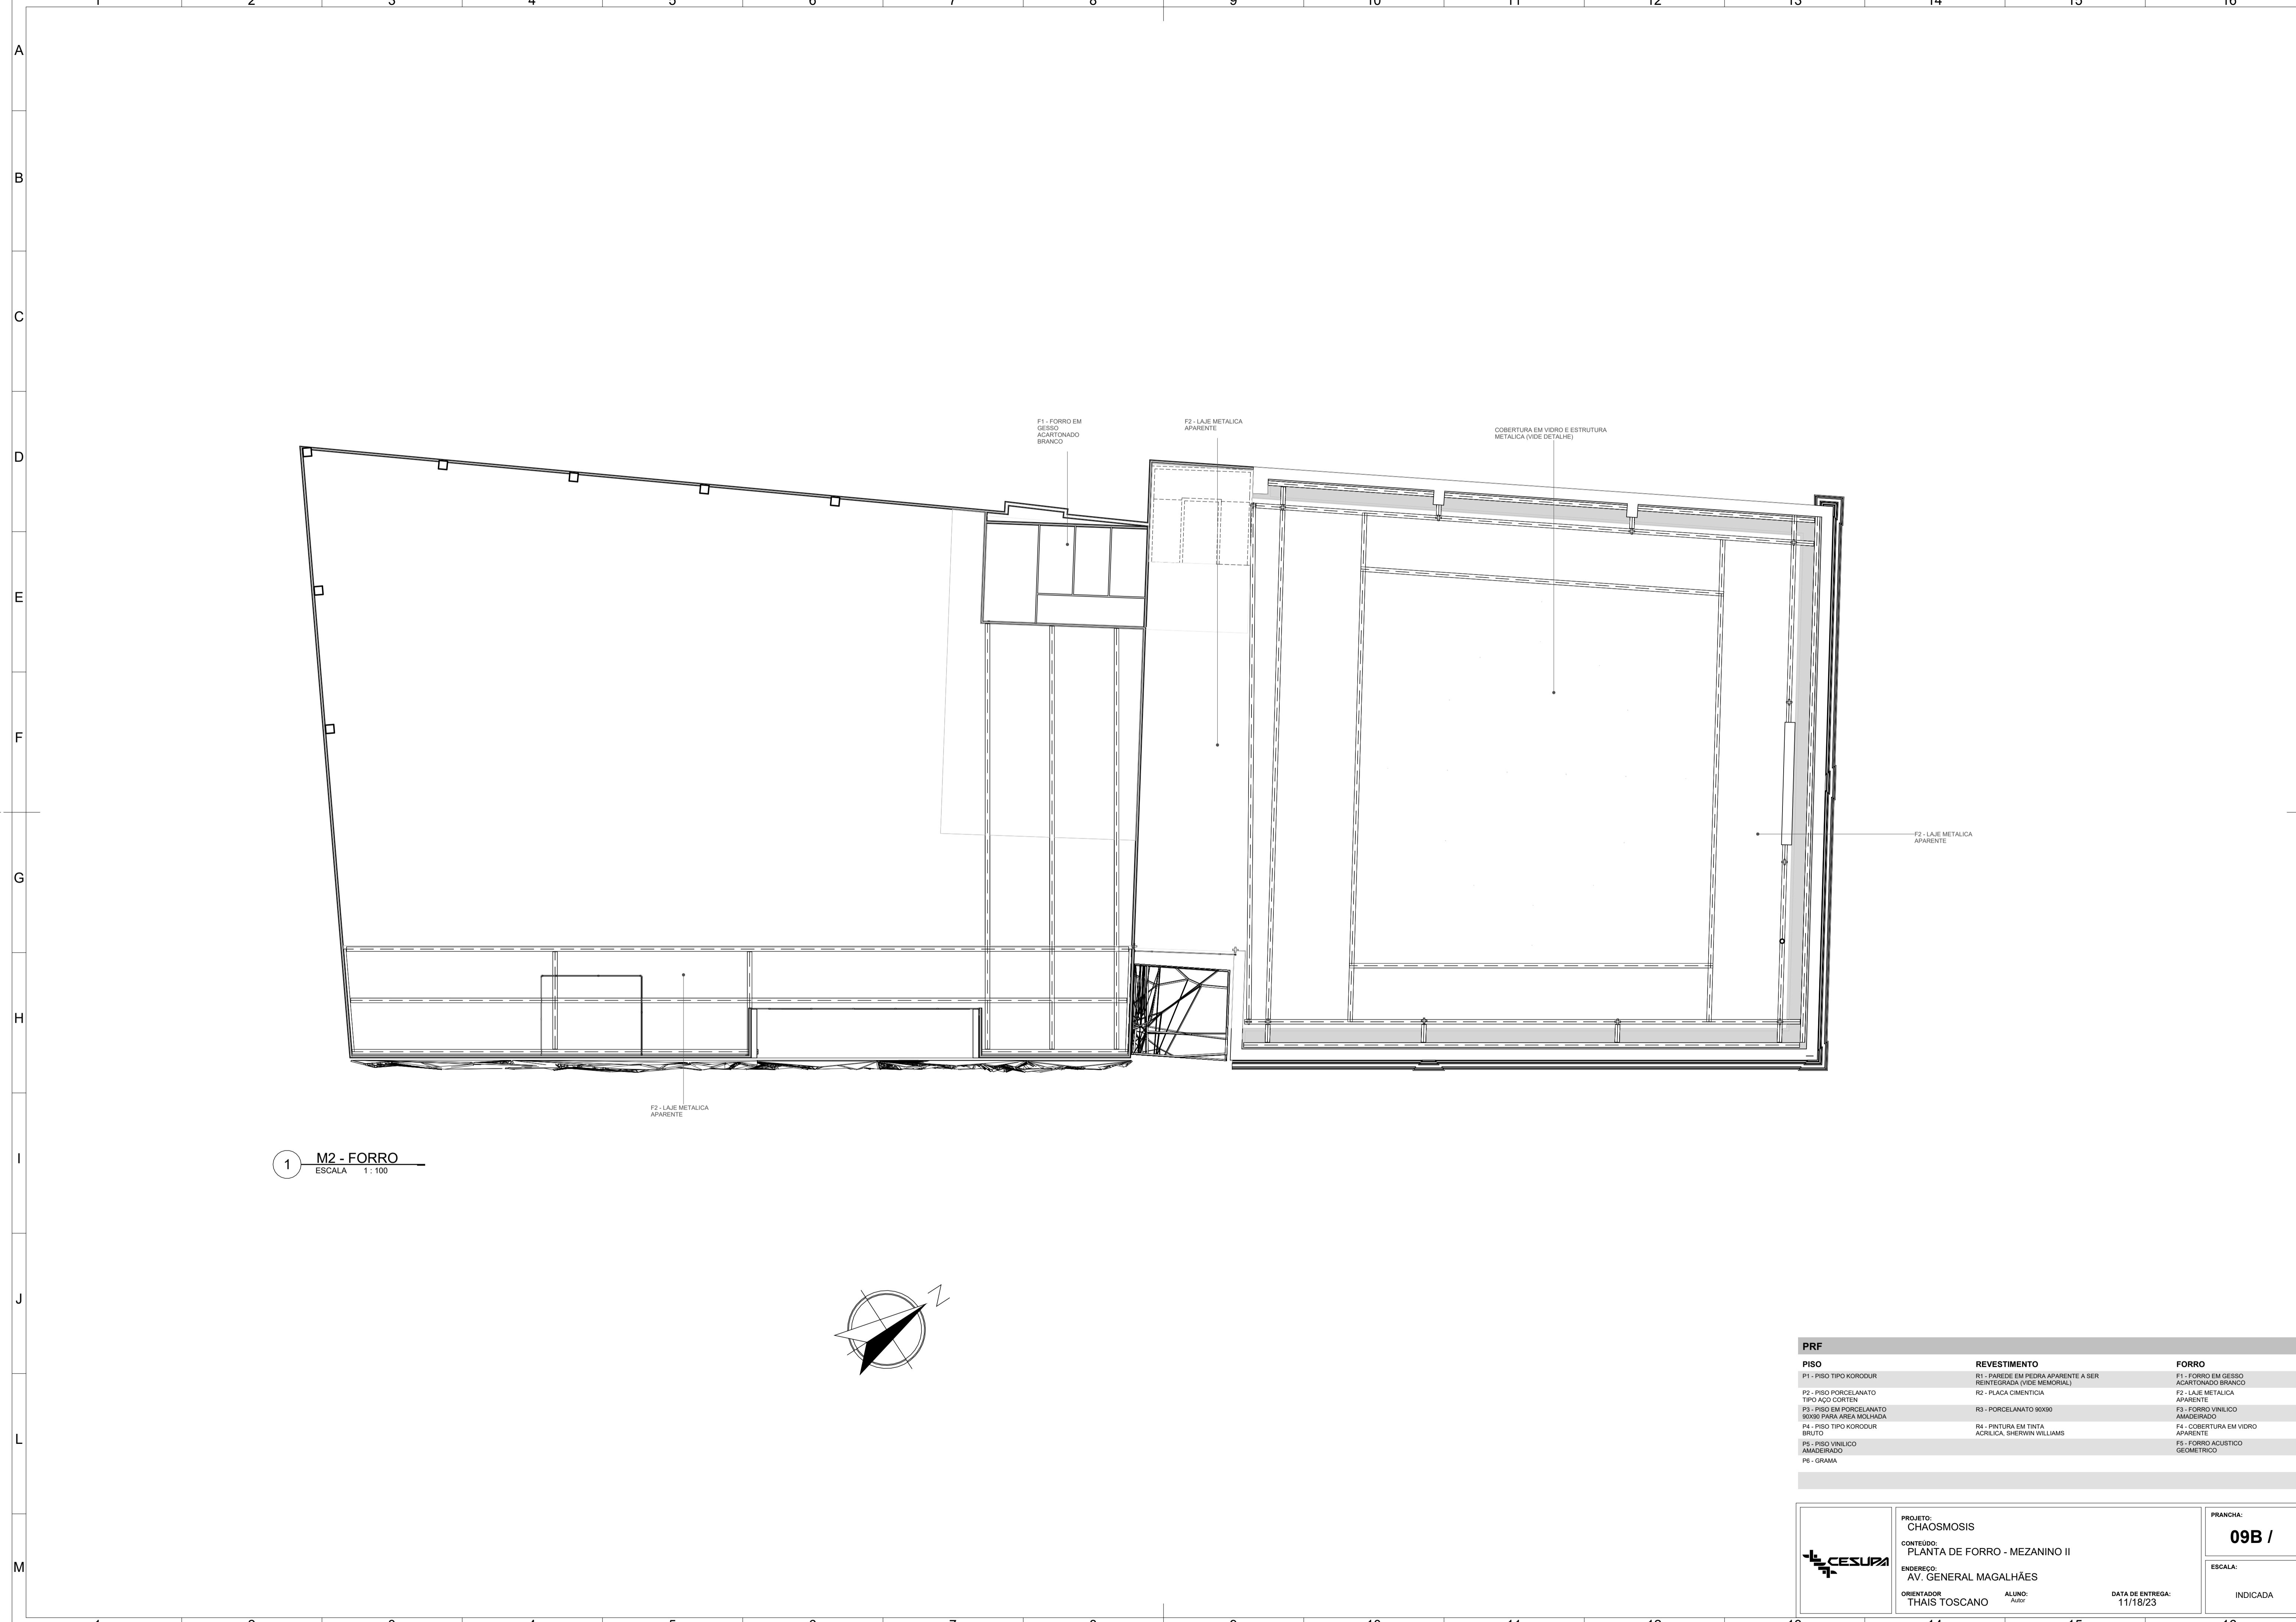 1 2 3 4 5 6 7 8 9 10 11 12 13 14 15 16
A
B
C
D
E
F
G
H
I
J
L
M
F1 - FORRO EM
GESSO
ACARTONADO
BRANCO
F2 - LAJE METALICA
APARENTE
COBERTURA EM VIDRO E ESTRUTURA
METALICA (VIDE DETALHE)
F2 - LAJE METALICA
APARENTE
F2 - LAJE METALICA
APARENTE
1
M2 - FORRO
ESCALA 1 : 100
N
PRF
PISO REVESTIMENTO FORRO
P1 - PISO TIPO KORODUR
R1 - PAREDE EM PEDRA APARENTE A SER
REINTEGRADA (VIDE MEMORIAL)
F1 - FORRO EM GESSO
ACARTONADO BRANCO
P2 - PISO PORCELANATO
TIPO AÇO CORTEN
R2 - PLACA CIMENTICIA
F2 - LAJE METALICA
APARENTE
P3 - PISO EM PORCELANATO
90X90 PARA AREA MOLHADA
R3 - PORCELANATO 90X90
F3 - FORRO VINILICO
AMADEIRADO
P4 - PISO TIPO KORODUR
BRUTO
R4 - PINTURA EM TINTA
ACRILICA, SHERWIN WILLIAMS
F4 - COBERTURA EM VIDRO
APARENTE
P5 - PISO VINILICO
AMADEIRADO
F5 - FORRO ACUSTICO
GEOMETRICO
P6 - GRAMA
CESUPA
PROJETO:
CHAOSMOSIS
CONTEÚDO:
PLANTA DE FORRO - MEZANINO II
ENDEREÇO:
AV. GENERAL MAGALHÃES
ORIENTADOR
THAIS TOSCANO
ALUNO:
Autor
DATA DE ENTREGA:
11/18/23
PRANCHA:
09B /
ESCALA:
INDICADA